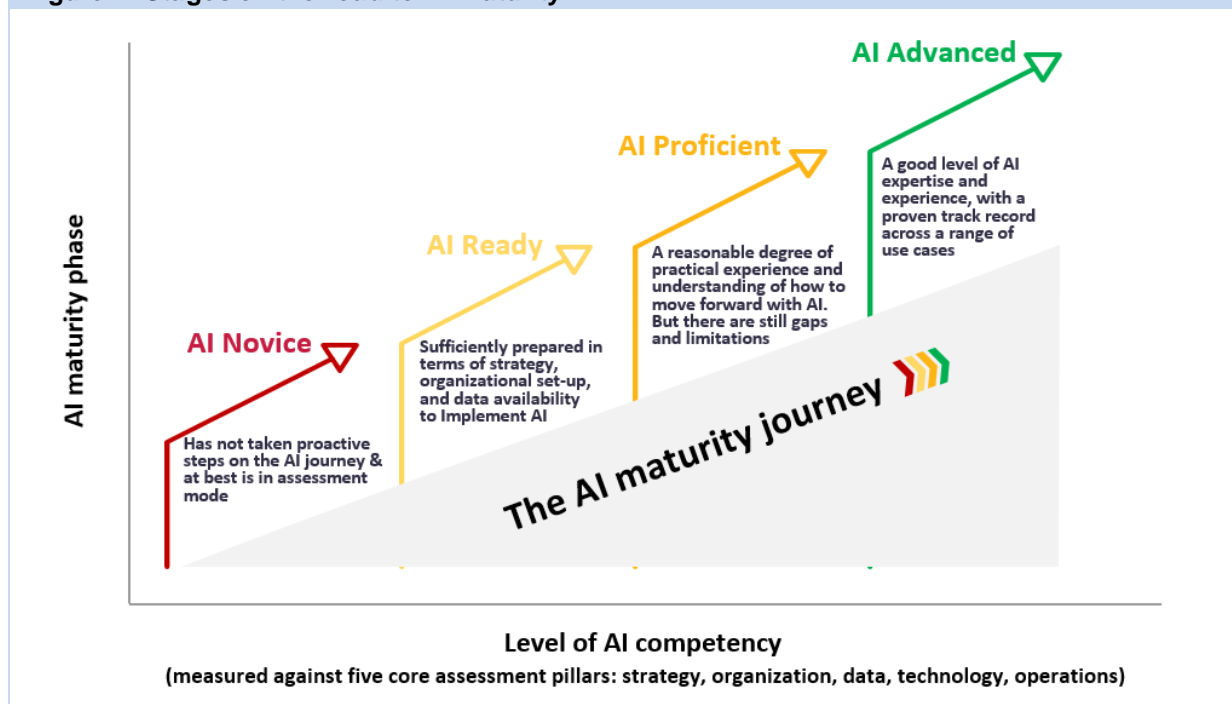 AI Advanced
A good level of AI
expertise and
experience, with a
proven track record
across a range of
use cases
AI Proficient
A reasonable degree of
practical experience and
understanding of how to
move forward with AI.
But there are still gaps
and limitations
AI Ready
Sufficiently prepared in
terms of strategy,
organizational set-up,
and data availability
to Implement AI
AI Novice
Has not taken proactive
steps on the AI journey &
at best is in assessment
mode
The AI maturity journey
AI maturity phase
Level of AI competency
(measured against five core assessment pillars: strategy, organization, data, technology, operations)